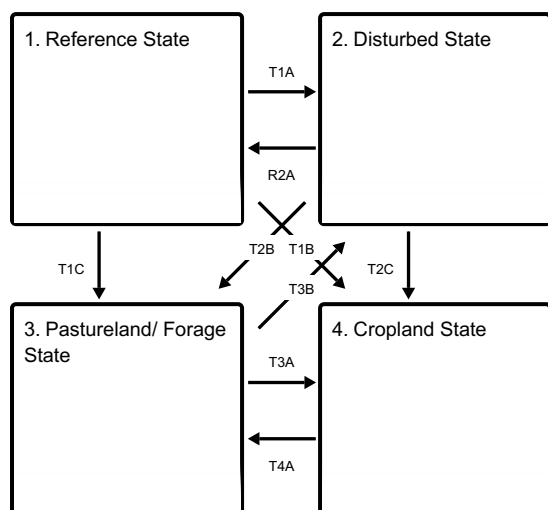 1. Reference State
2. Disturbed State
T1A
R2A
T2B
T1B
T1C
T2C
T3B
3. Pastureland/ Forage
State
4. Cropland State
T3A
T4A